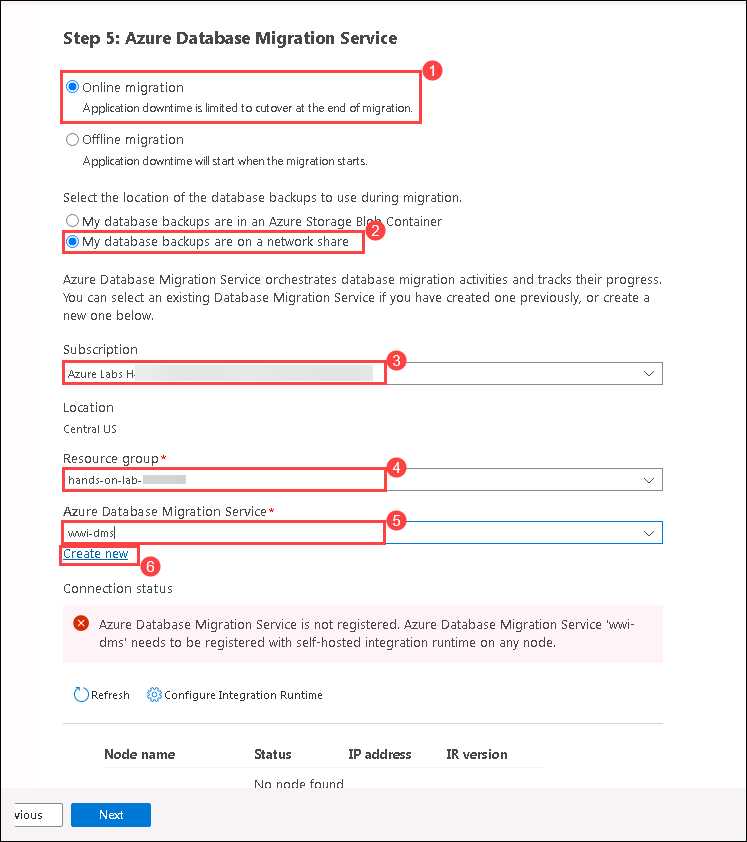 Step 5: Azure Database Migration Service
1
Online migration
Application downtime is limited to cutover at the end of migration.
Offline migration
Application downtime will start when the migration starts.
Select the location of the database backups to use during migration.
My database backups are in an Azure Storage Blob Container
2
My database backups are on a network share
Azure Database Migration Service orchestrates database migration activities and tracks their progress.
You can select an existing Database Migration Service if you have created one previously, or create a
new one below.
Subscription
3
Azure Labs H
Location
Central US
Resource group*
4
hands-on-lab-
Azure Database Migration Service*
5
wwi-dms
Create new
6
Connection status
Azure Database Migration Service is not registered. Azure Database Migration Service 'wwi-
dms' needs to be registered with self-hosted integration runtime on any node.
Refresh Configure Integration Runtime
Node name Status IP address IR version
No node found
vious Next